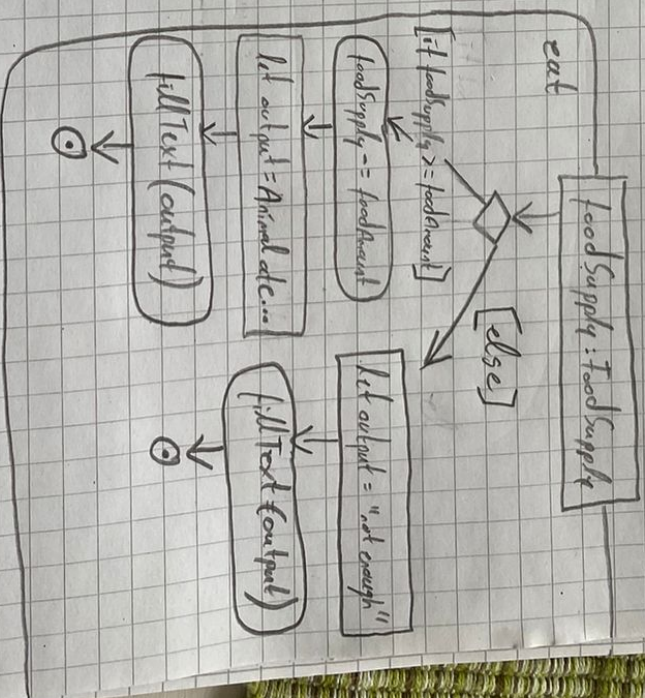 eat
foodSupply: FoodSupply
[if foodSupply >= foodAmount]
[else]
foodSupply -= foodAmount
let output = "not enough"
let output = Animal ate...
fillText(output)
fillText(output)